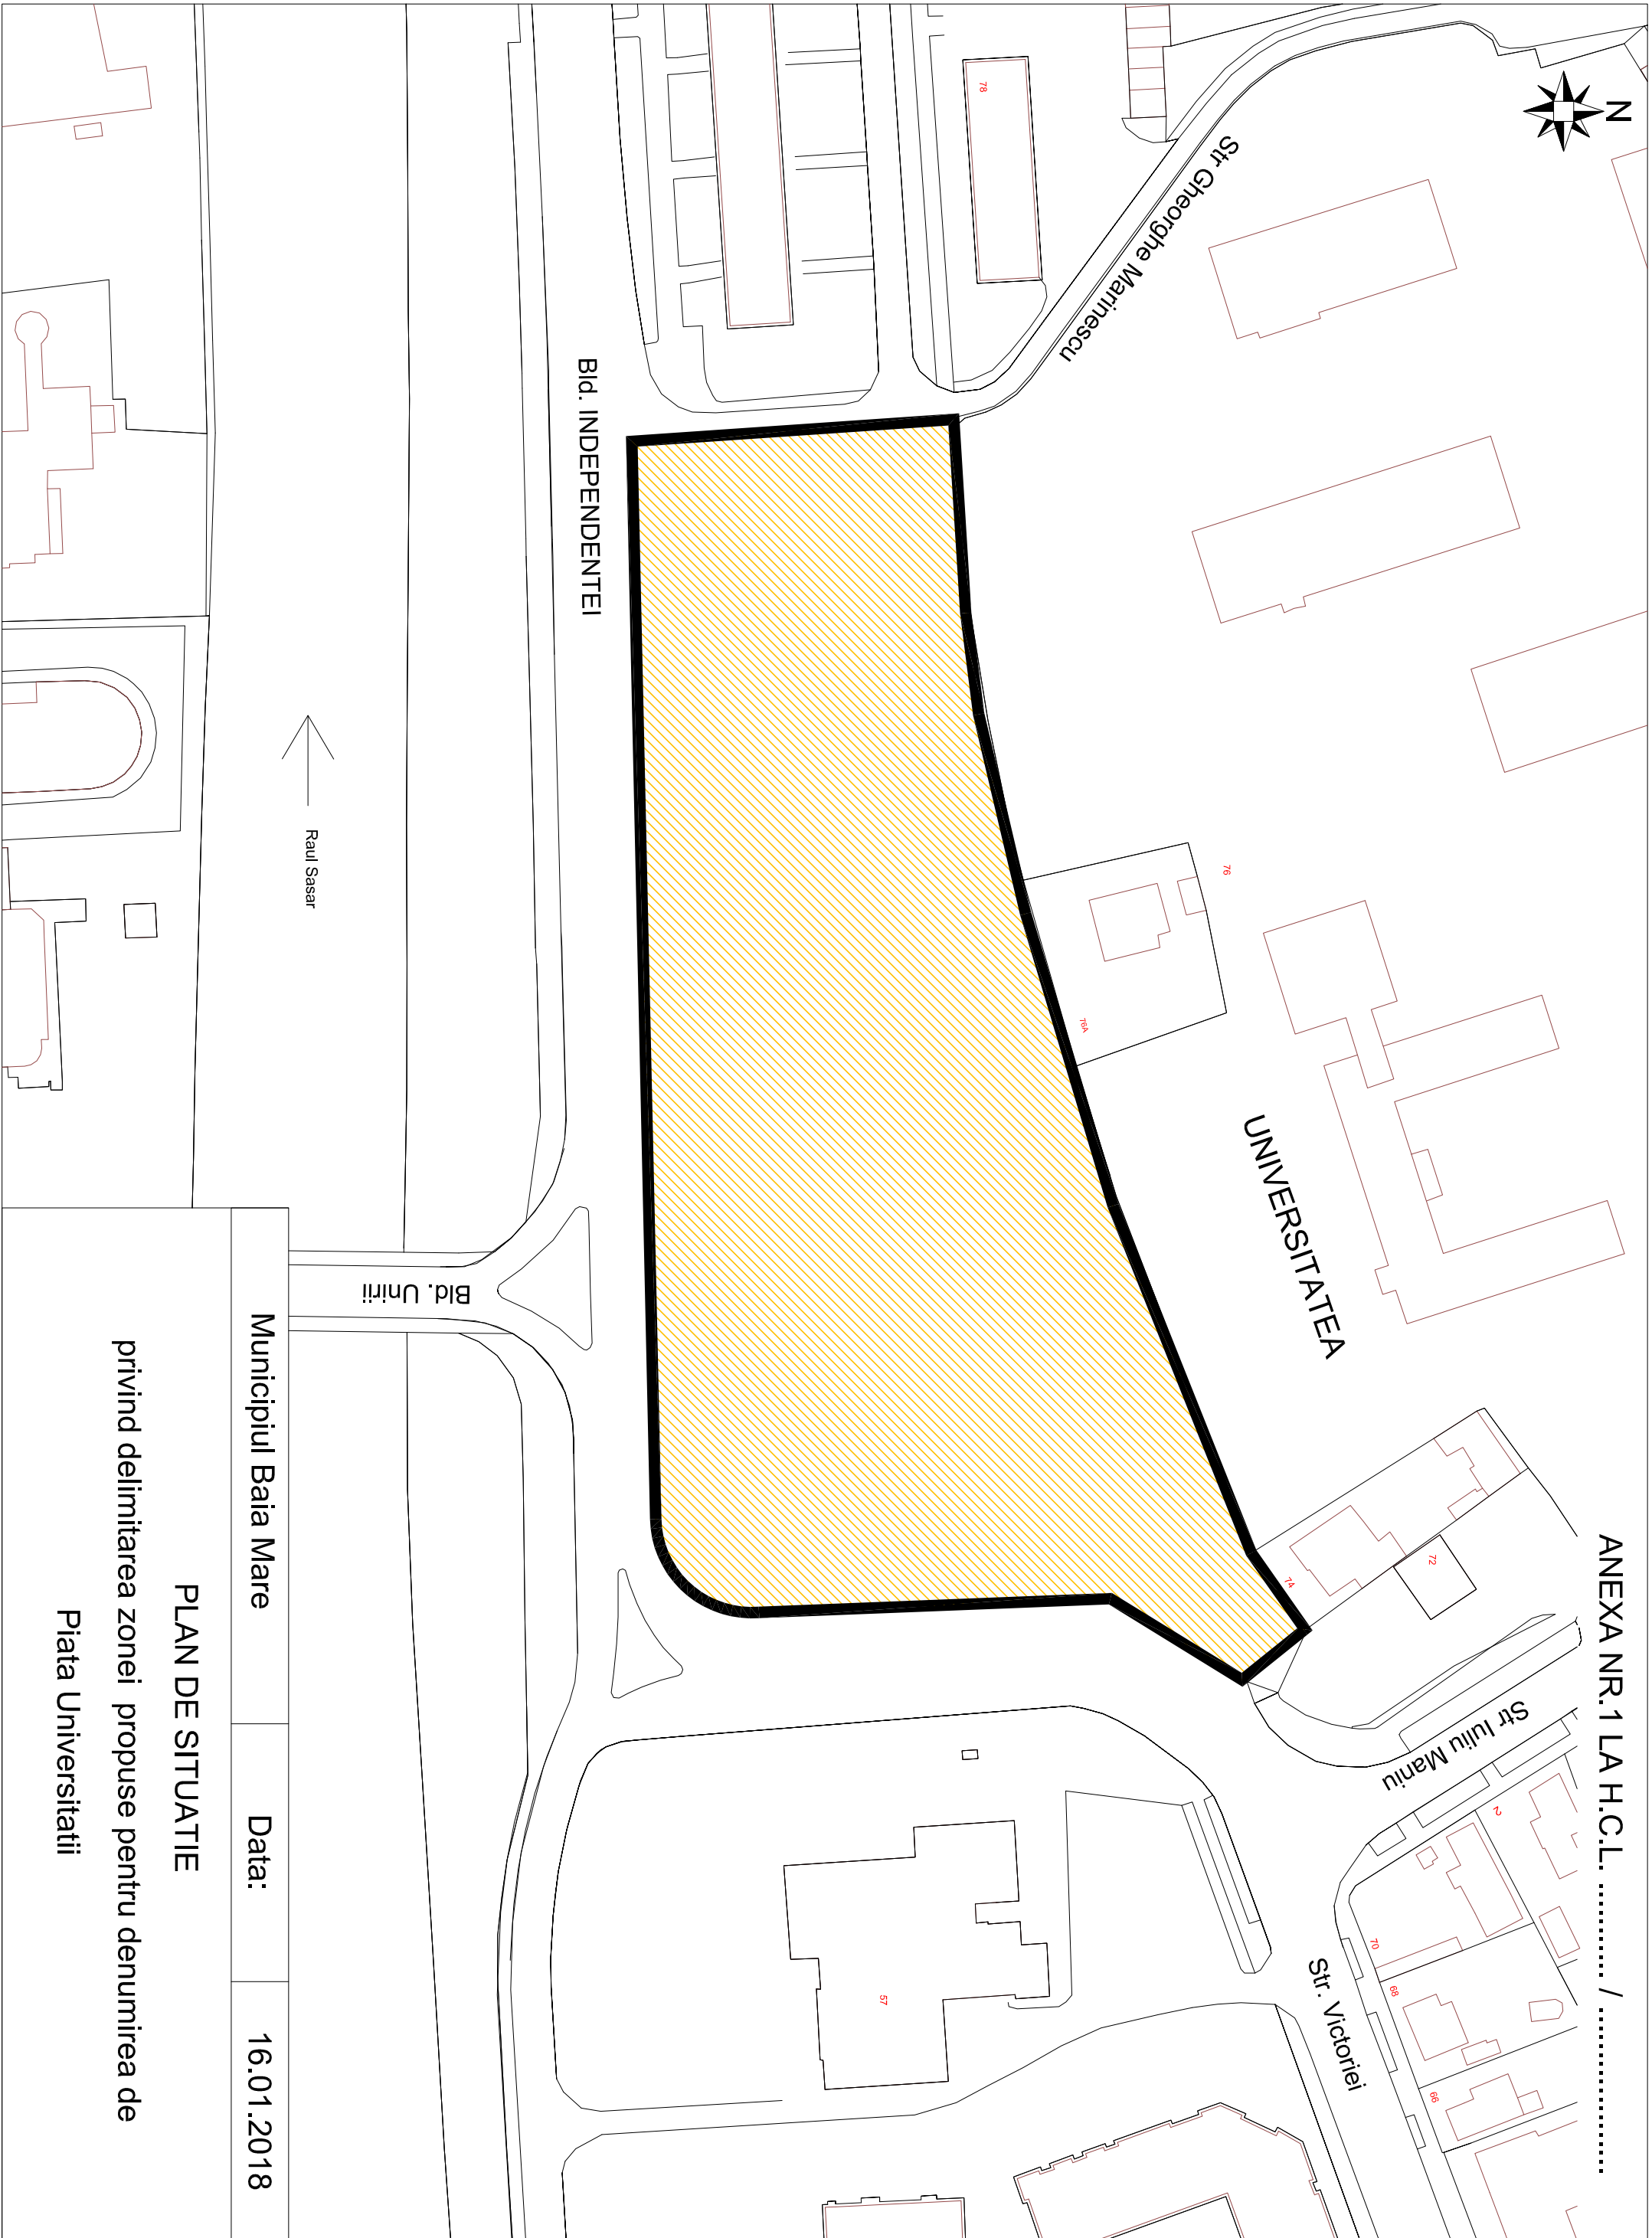 ANEXA NR.1 LA H.C.L. .......... / .................
N
Str Gheorghe Marinescu
78
76
76A
UNIVERSITATEA
72
74
Str Iuliu Maniu
2
70
68
66
Str. Victoriei
57
Bld. INDEPENDENTEI
Bld. Unirii
Raul Sasar
Municipiul Baia Mare
Data:
16.01.2018
PLAN DE SITUATIE
privind delimitarea zonei propuse pentru denumirea de
Piata Universitatii